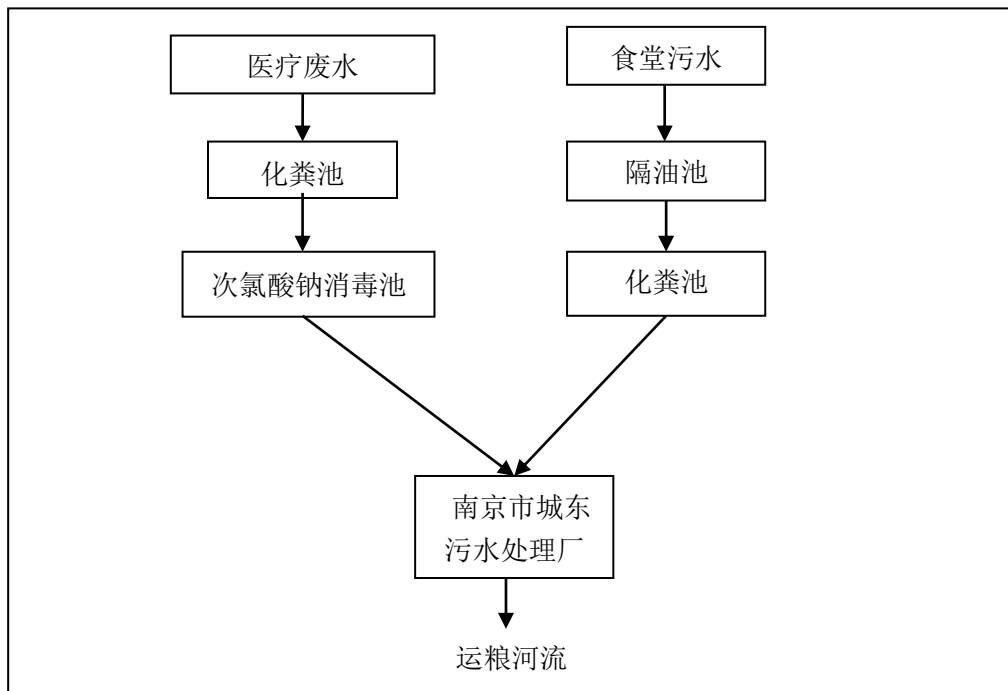 医疗废水
食堂污水
化粪池
隔油池
次氯酸钠消毒池
化粪池
南京市城东
污水处理厂
运粮河流